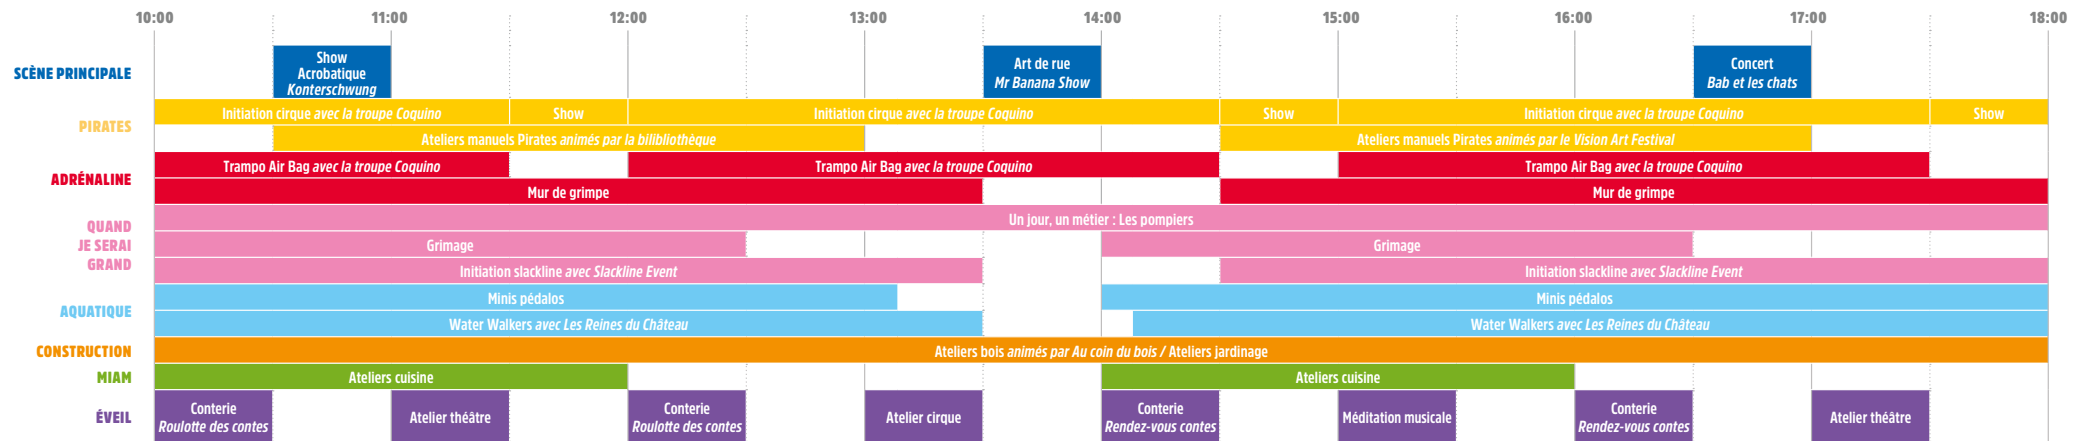 10:00 11:00 12:00 13:00 14:00 15:00 16:00 17:00 18:00
SCÈNE PRINCIPALE
Show
Acrobatique
Konterschwung
Art de rue
Mr Banana Show
Concert
Bab et les chats
PIRATES
Initiation cirque avec la troupe Coquino
Show
Initiation cirque avec la troupe Coquino
Show
Initiation cirque avec la troupe Coquino
Show
Ateliers manuels Pirates animés par la bilibliothèque
Ateliers manuels Pirates animés par le Vision Art Festival
ADRÉNALINE
Trampo Air Bag avec la troupe Coquino
Trampo Air Bag avec la troupe Coquino
Trampo Air Bag avec la troupe Coquino
Mur de grimpe
Mur de grimpe
QUAND
JE SERAI
GRAND
Un jour, un métier : Les pompiers
Grimage
Grimage
Initiation slackline avec Slackline Event
Initiation slackline avec Slackline Event
AQUATIQUE
Minis pédalos
Minis pédalos
Water Walkers avec Les Reines du Château
Water Walkers avec Les Reines du Château
CONSTRUCTION
Ateliers bois animés par Au coin du bois / Ateliers jardinage
MIAM
Ateliers cuisine
Ateliers cuisine
ÉVEIL
Conterie
Roulotte des contes
Atelier théâtre
Conterie
Roulotte des contes
Atelier cirque
Conterie
Rendez-vous contes
Méditation musicale
Conterie
Rendez-vous contes
Atelier théâtre